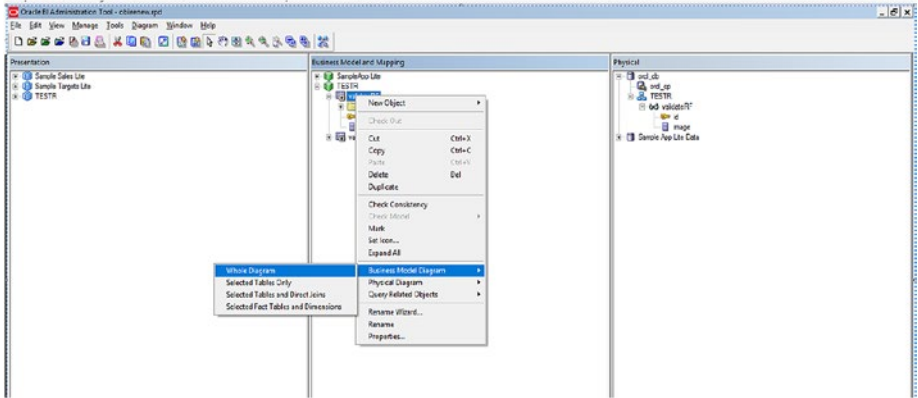 Oracle BI Administration Tool - obieenew.rpd
File Edit View Manage Tools Diagram Window Help
Presentation
Sample Sales Lite
Sample Targets Lite
TESTR
Business Model and Mapping
SampleApp Lite
TESTR
New Object
Check Out
Cut Ctrl+X
Copy Ctrl+C
Paste Ctrl+V
Delete Del
Duplicate
Check Consistency
Check Model
Mark
Set Icon...
Expand All
Business Model Diagram
Physical Diagram
Query Related Objects
Rename Wizard...
Rename
Properties...
Whole Diagram
Selected Tables Only
Selected Tables and Direct Joins
Selected Fact Tables and Dimensions
Physical
orcl_db
orcl_cp
TESTR
validateRF
id
image
Sample App Lite Data